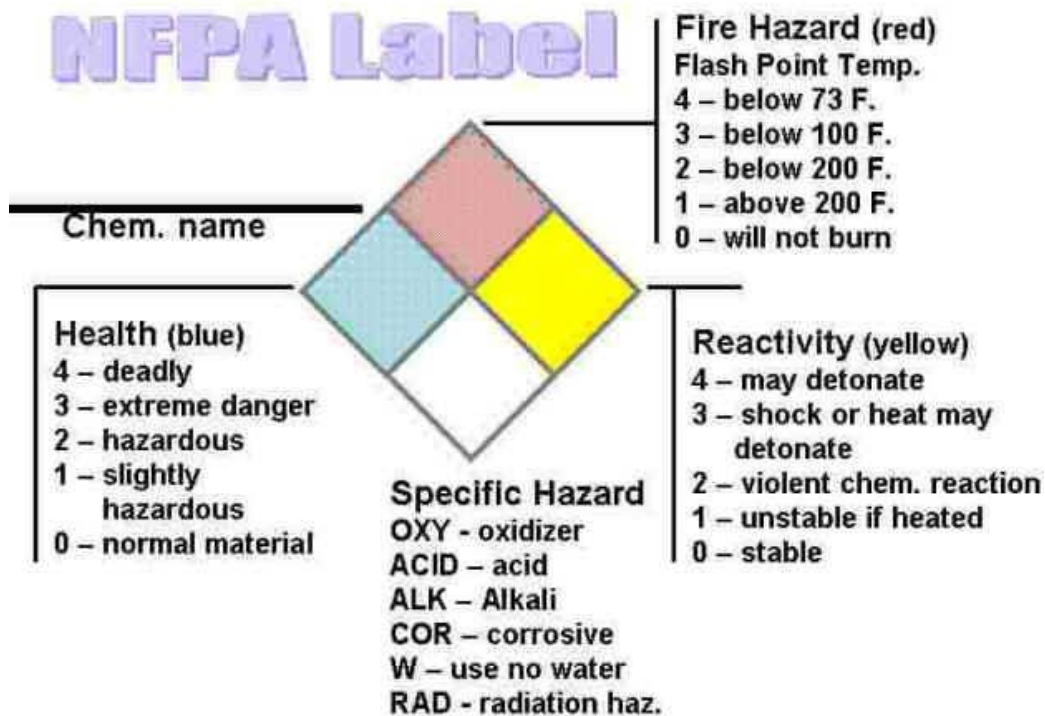 NFPA Label
Fire Hazard (red)
Flash Point Temp.
4 – below 73 F.
3 – below 100 F.
2 – below 200 F.
1 – above 200 F.
0 – will not burn
Chem. name
Health (blue)
4 – deadly
3 – extreme danger
2 – hazardous
1 – slightly
hazardous
0 – normal material
Reactivity (yellow)
4 – may detonate
3 – shock or heat may
detonate
2 – violent chem. reaction
1 – unstable if heated
0 – stable
Specific Hazard
OXY - oxidizer
ACID – acid
ALK – Alkali
COR – corrosive
W – use no water
RAD - radiation haz.